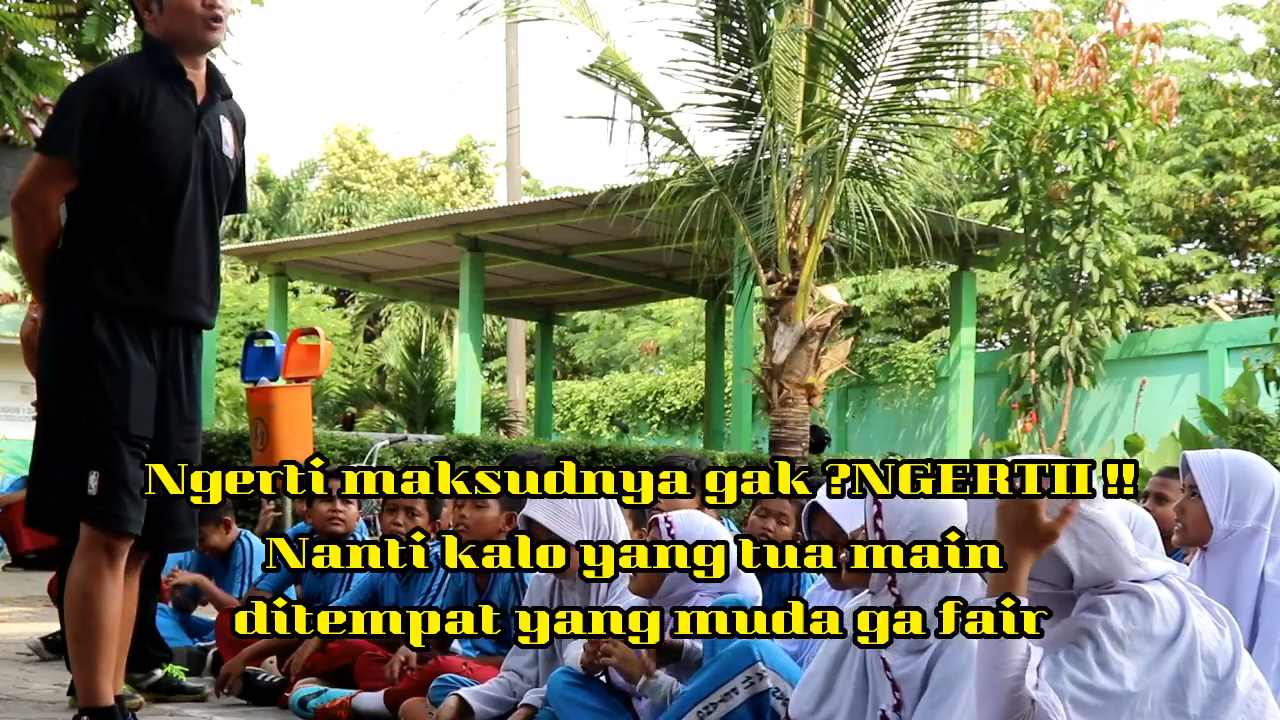 Ngerti maksudnya gak ?NGERTII !!
Nanti kalo yang tua main
ditempat yang muda ga fair